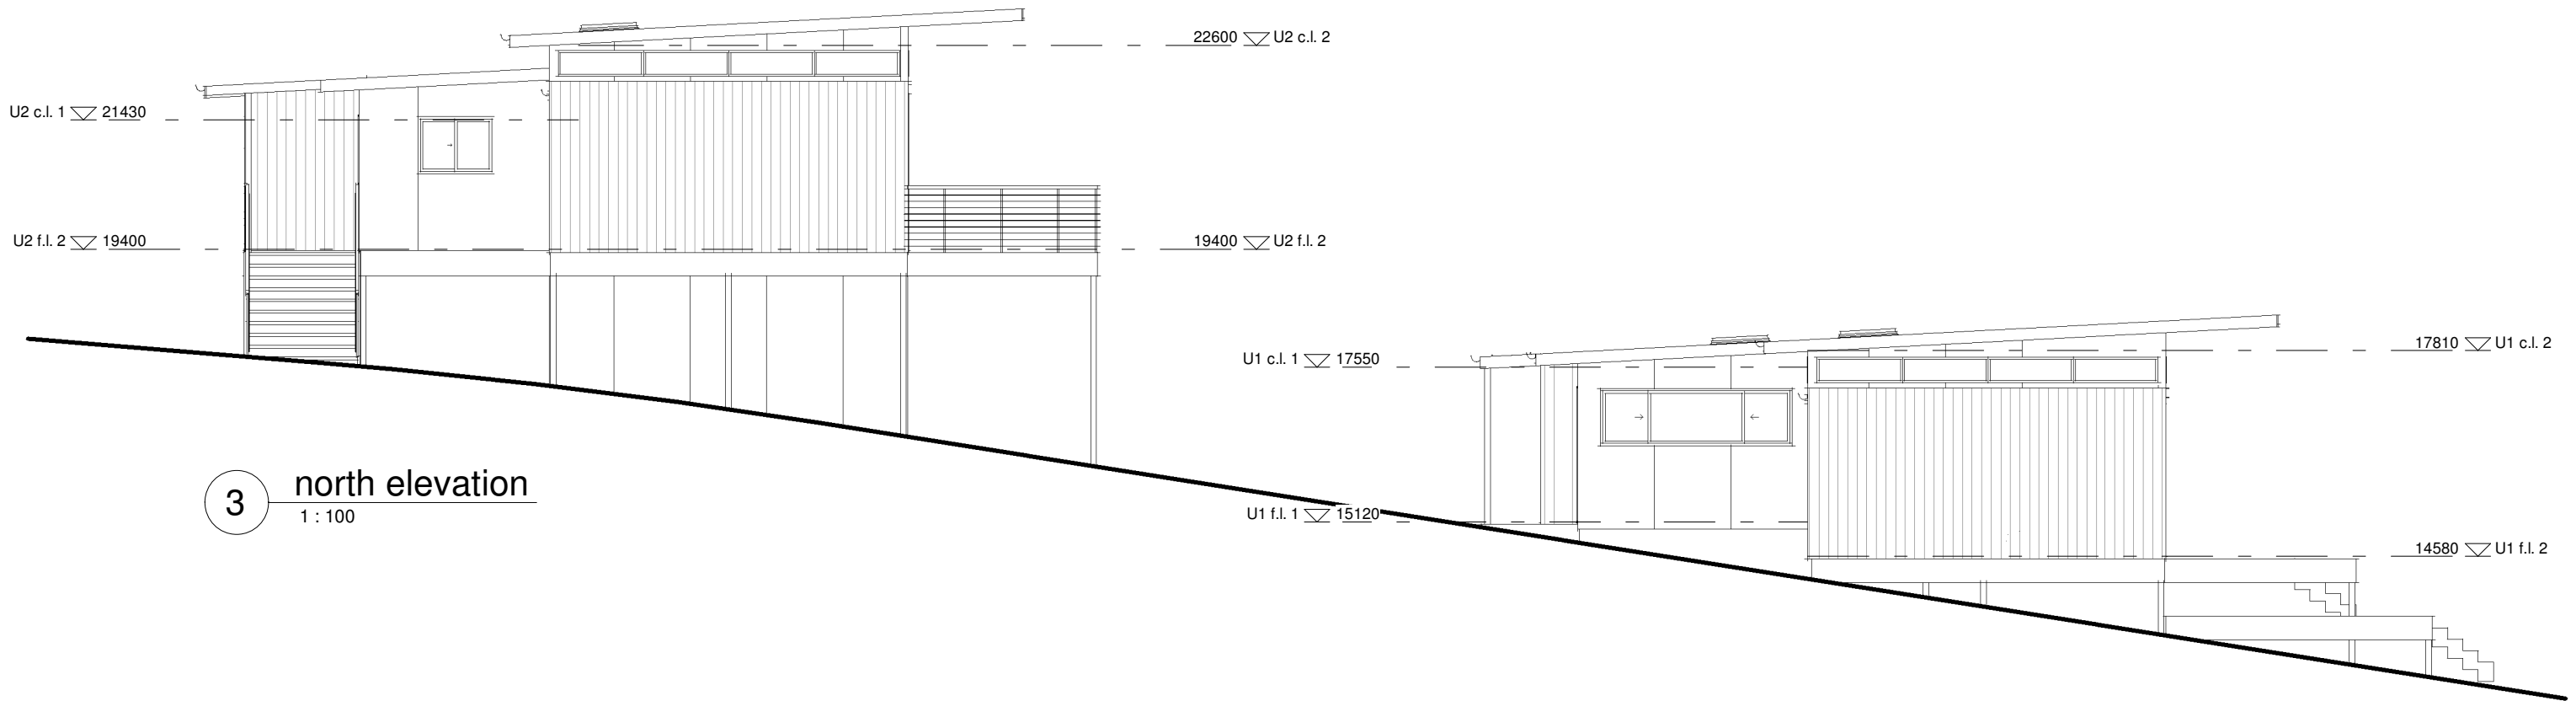 22600 U2 c.l. 2
U2 c.l. 1 21430
U2 f.l. 2 19400
19400 U2 f.l. 2
17810 U1 c.l. 2
U1 c.l. 1 17550
3 north elevation
1 : 100
U1 f.l. 1 15120
14580 U1 f.l. 2